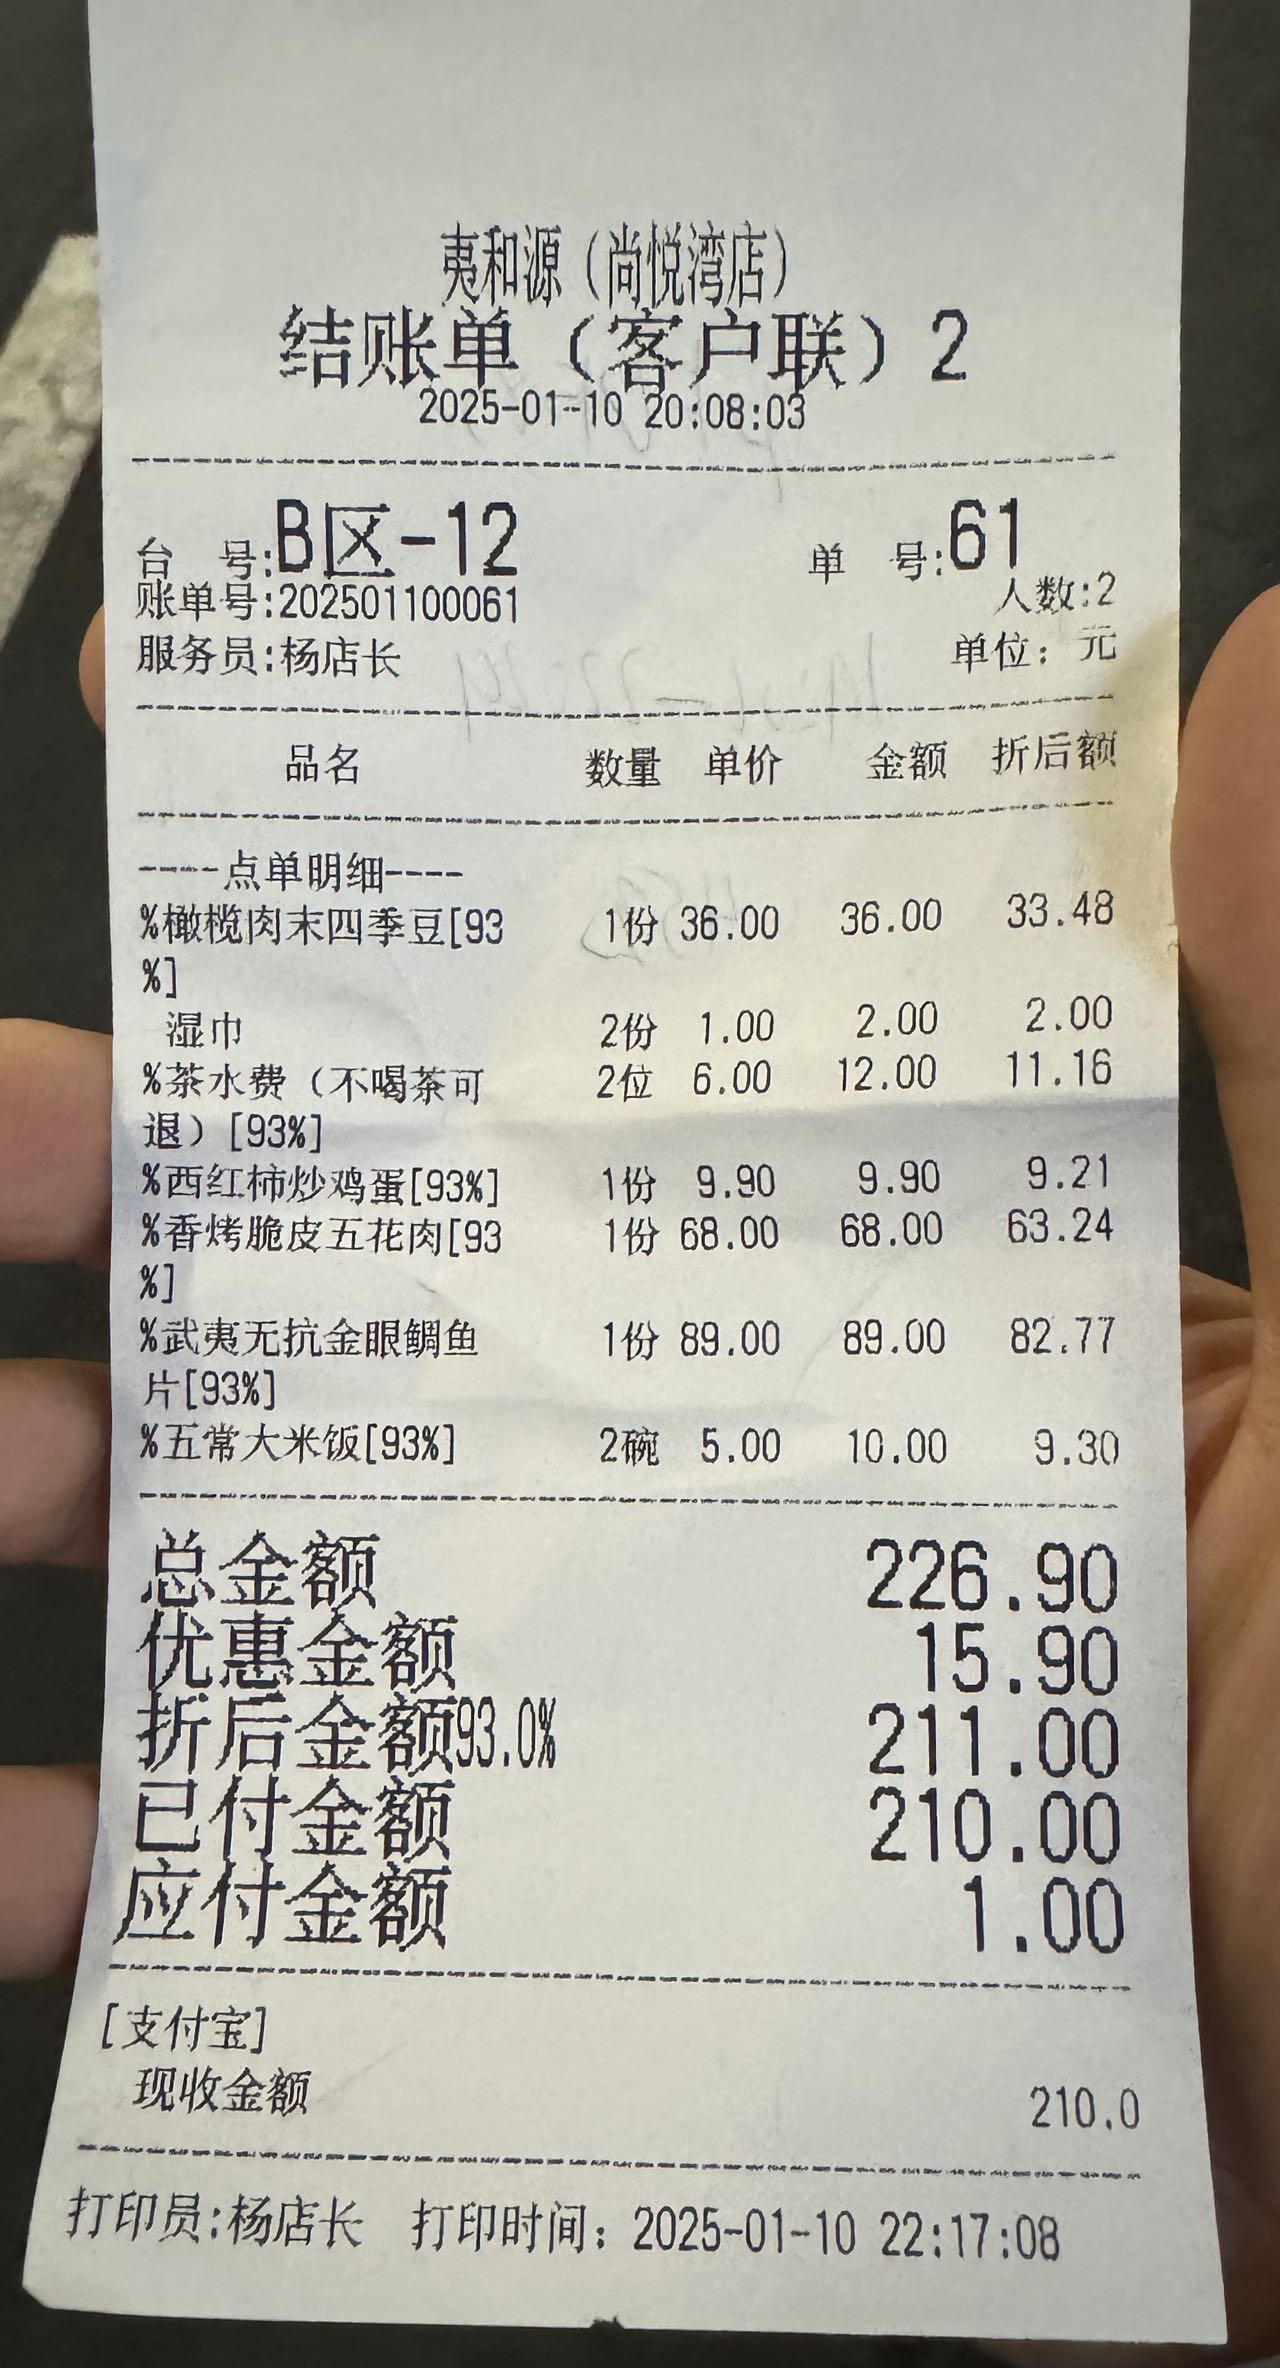 夷和源（尚悦湾店）
结账单（客户联）2
2025-01-10 20:08:03
台 号:B区-12 单 号:61
账单号:202501100061 人数:2
服务员:杨店长 单位：元
品名 数量 单价 金额 折后额
-----点单明细----
%橄榄肉末四季豆[93 1份 36.00 36.00 33.48
%]
湿巾 2份 1.00 2.00 2.00
%茶水费（不喝茶可 2位 6.00 12.00 11.16
退）[93%]
%西红柿炒鸡蛋[93%] 1份 9.90 9.90 9.21
%香烤脆皮五花肉[93 1份 68.00 68.00 63.24
%]
%武夷无抗金眼鲷鱼 1份 89.00 89.00 82.77
片[93%]
%五常大米饭[93%] 2碗 5.00 10.00 9.30
总金额 226.90
优惠金额 15.90
折后金额93.0% 211.00
已付金额 210.00
应付金额 1.00
[支付宝]
现收金额 210.0
打印员:杨店长 打印时间：2025-01-10 22:17:08